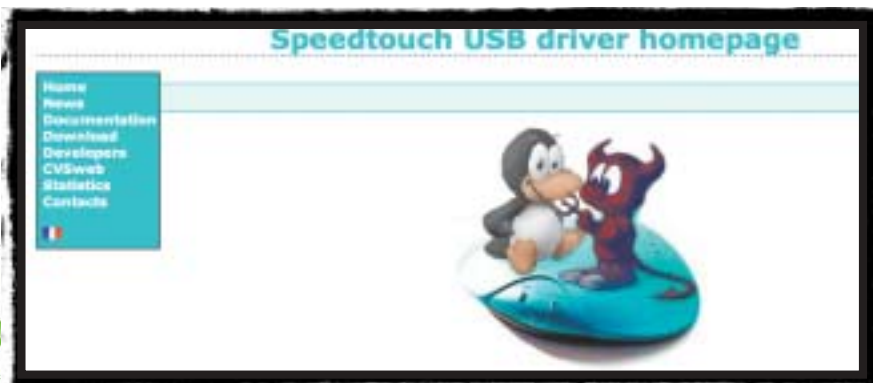 Speedtouch USB driver homepage
Home
News
Documentation
Download
Developers
CVSweb
Statistics
Contacts